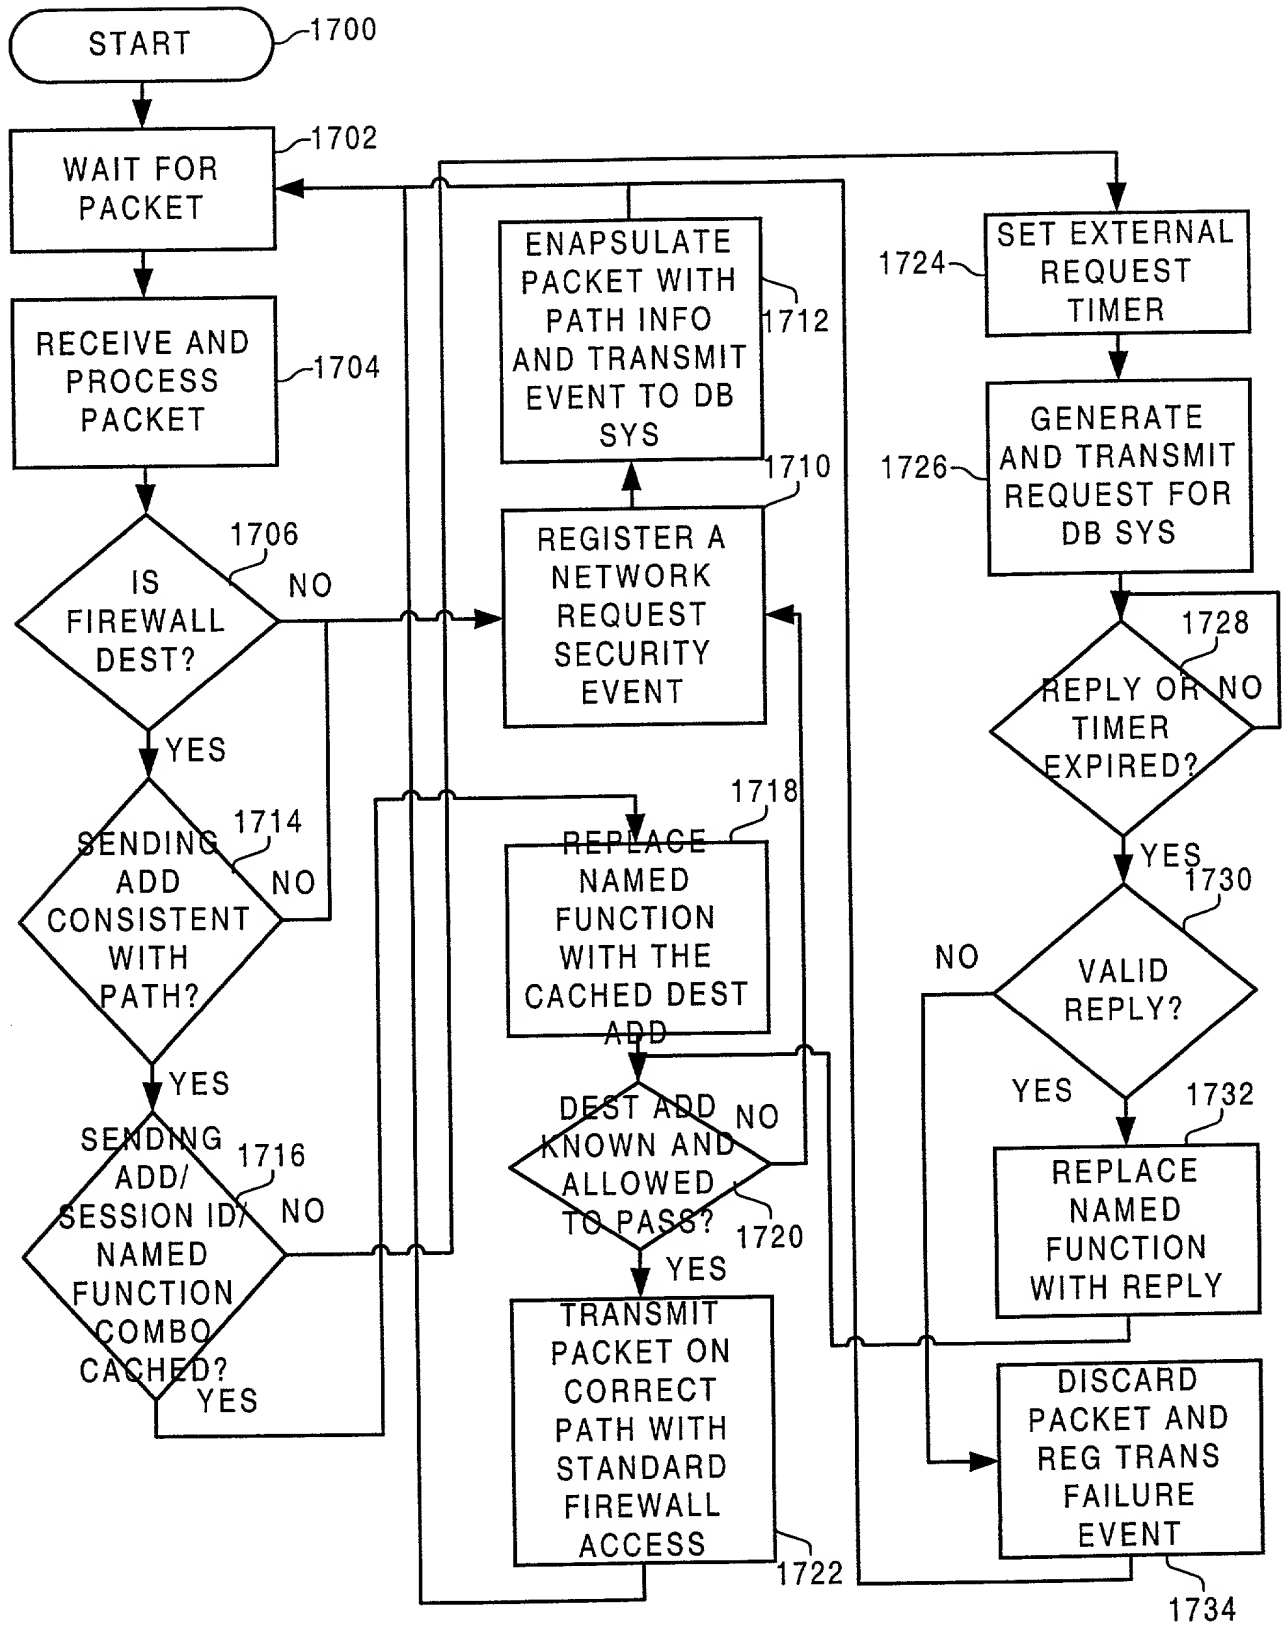 START
1700
WAIT FOR
PACKET
1702
RECEIVE AND
PROCESS
PACKET
1704
IS
FIREWALL
DEST?
1706
NO
YES
SENDING
ADD
CONSISTENT
WITH
PATH?
1714
NO
YES
SENDING
ADD/
SESSION ID/
NAMED
FUNCTION
COMBO
CACHED?
1716
NO
YES
ENAPSULATE
PACKET WITH
PATH INFO
AND TRANSMIT
EVENT TO DB
SYS
1712
1710
REGISTER A
NETWORK
REQUEST
SECURITY
EVENT
1718
REPLACE
NAMED
FUNCTION
WITH THE
CACHED DEST
ADD
DEST ADD
KNOWN AND
ALLOWED
TO PASS?
NO
1720
YES
TRANSMIT
PACKET ON
CORRECT
PATH WITH
STANDARD
FIREWALL
ACCESS
1722
SET EXTERNAL
REQUEST
TIMER
1724
GENERATE
AND TRANSMIT
REQUEST FOR
DB SYS
1726
1728
REPLY OR
TIMER
EXPIRED?
NO
YES
1730
VALID
REPLY?
NO
YES
1732
REPLACE
NAMED
FUNCTION
WITH REPLY
DISCARD
PACKET AND
REG TRANS
FAILURE
EVENT
1734